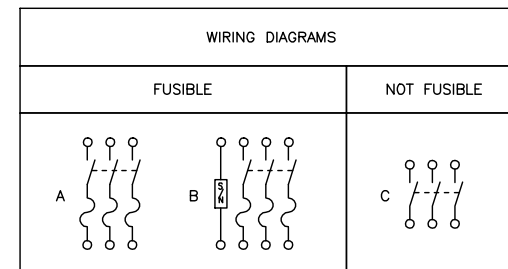 WIRING DIAGRAMS
FUSIBLE
NOT FUSIBLE
A
B
S/N
C